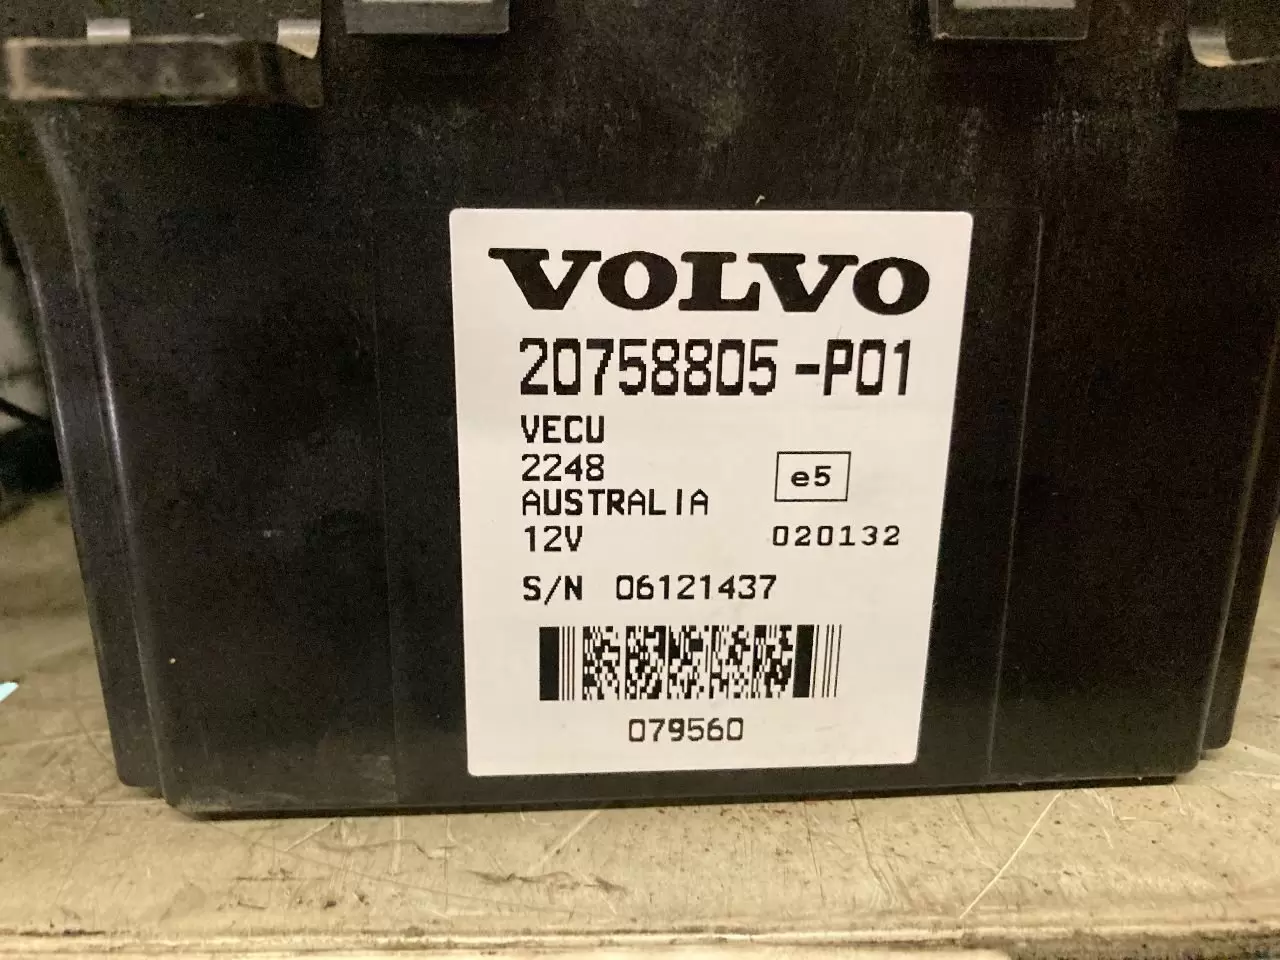 VOLVO
20758805-P01
VECU
2248
e5
AUSTRALIA
12V 020132
S/N 06121437
079560